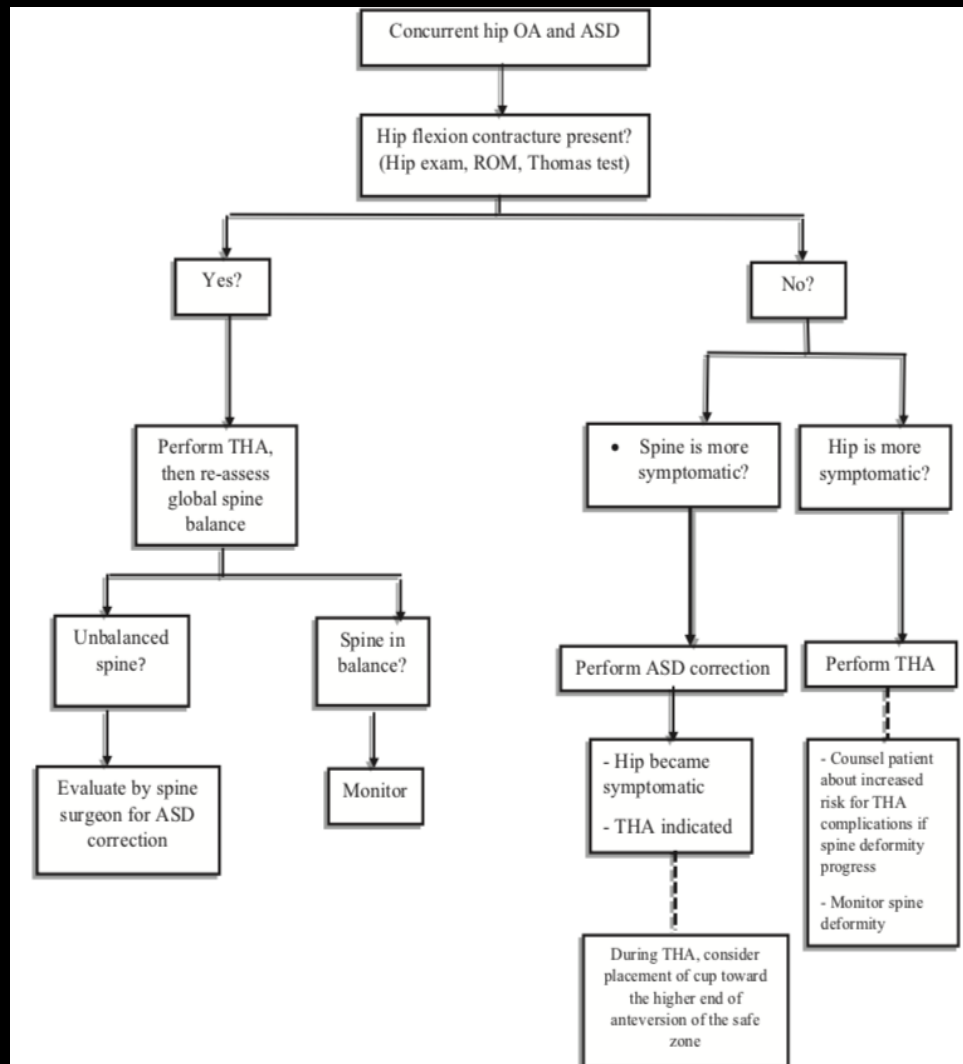 Concurrent hip OA and ASD
Hip flexion contracture present?
(Hip exam, ROM, Thomas test)
Yes?
No?
Perform THA,
then re-assess
global spine
balance
• Spine is more
symptomatic?
Hip is more
symptomatic?
Unbalanced
spine?
Spine in
balance?
Perform ASD correction
Perform THA
Evaluate by spine
surgeon for ASD
correction
Monitor
- Hip became
symptomatic
- THA indicated
- Counsel patient
about increased
risk for THA
complications if
spine deformity
progress
- Monitor spine
deformity
During THA, consider
placement of cup toward
the higher end of
anteversion of the safe
zone